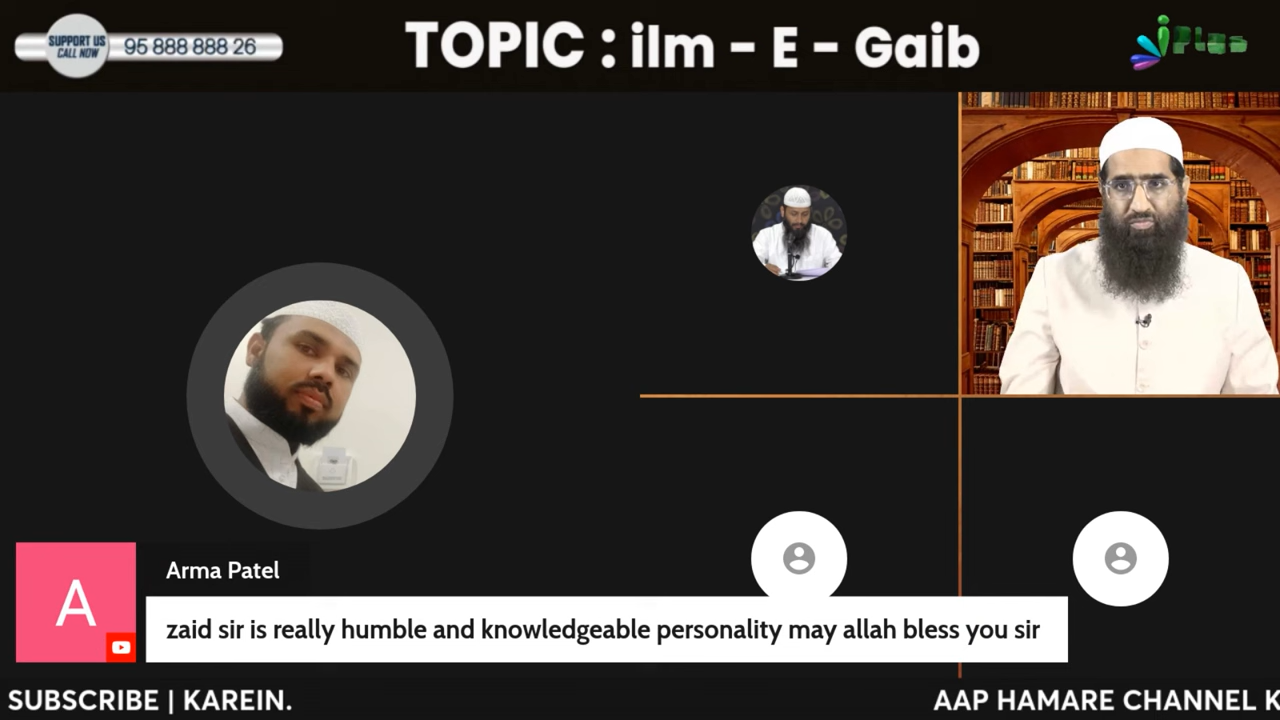 SUPPORT US
CALL NOW
95 888 888 26
TOPIC : ilm - E - Gaib
iPlus
A
Arma Patel
zaid sir is really humble and knowledgeable personality may allah bless you sir
SUBSCRIBE | KAREIN.
AAP HAMARE CHANNEL K